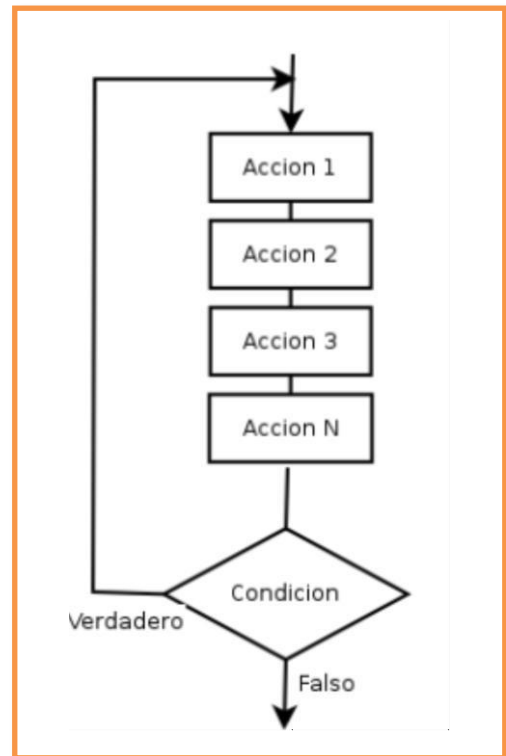 Accion 1
Accion 2
Accion 3
Accion N
Condicion
Verdadero
Falso